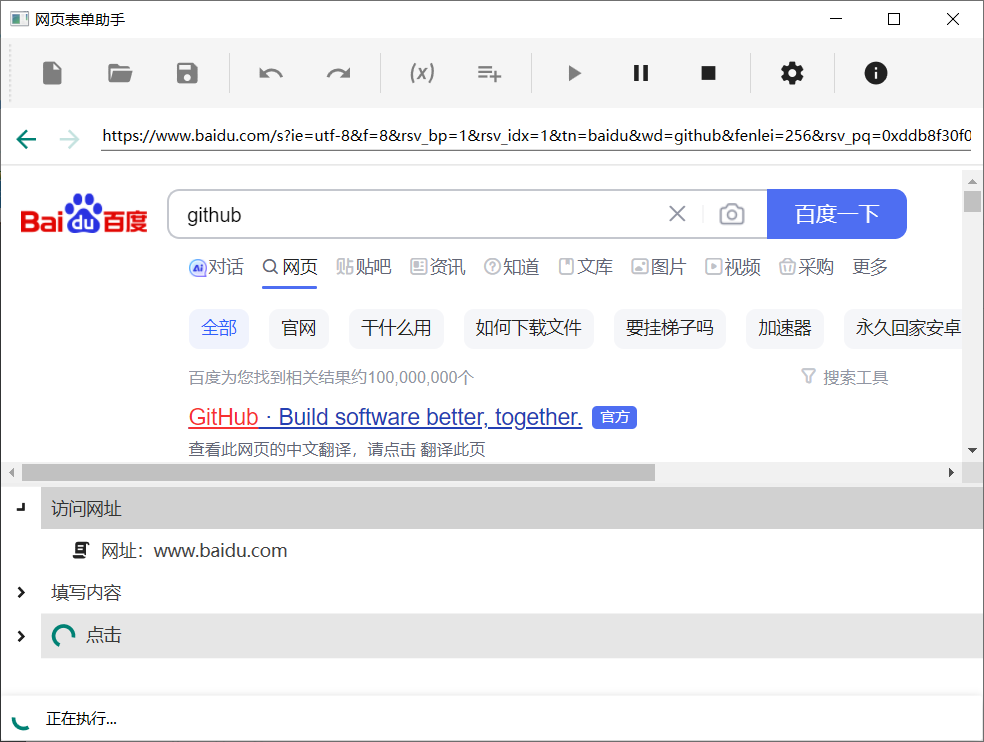 网页表单助手
(x)
https://www.baidu.com/s?ie=utf-8&f=8&rsv_bp=1&rsv_idx=1&tn=baidu&wd=github&fenlei=256&rsv_pq=0xddb8f30f0
Bai du 百度 github 百度一下
Ai 对话 网页 贴 贴吧 资讯 知道 文库 图片 视频 采购 更多
全部 官网 干什么用 如何下载文件 要挂梯子吗 加速器 永久回家安卓
百度为您找到相关结果约100,000,000个 搜索工具
GitHub · Build software better, together. 官方
查看此网页的中文翻译，请点击 翻译此页
访问网址
网址：www.baidu.com
填写内容
点击
正在执行...